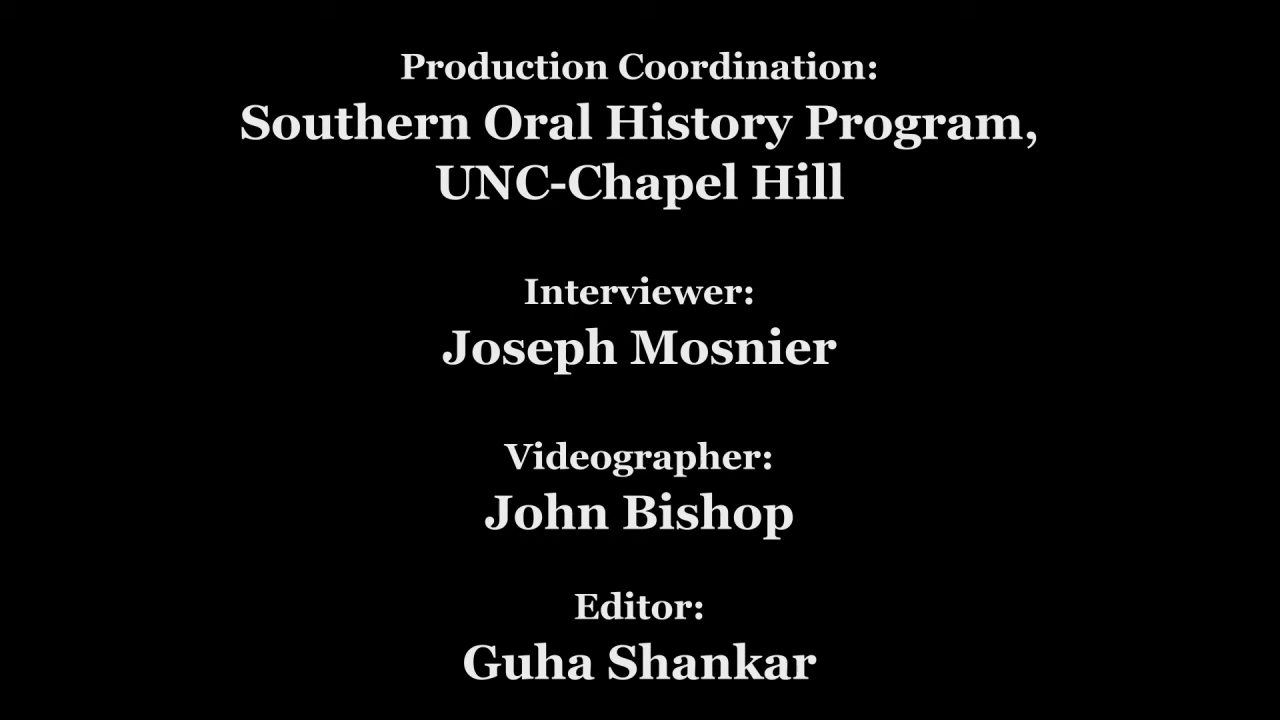 Production Coordination:
Southern Oral History Program,
UNC-Chapel Hill
Interviewer:
Joseph Mosnier
Videographer:
John Bishop
Editor:
Guha Shankar